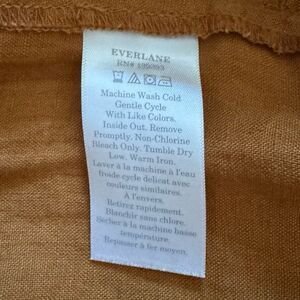 EVERLANE
Machine Wash Cold
Gentle Cycle
With Like Colors.
Inside Out. Remove
Promptly. Non-Chlorine
Bleach Only. Tumble Dry
Low. Warm Iron.
Laver à la machine à l'eau
froide cycle délicat avec
couleurs similaires.
À l'envers.
Retirez rapidement.
Blanchir sans chlore.
Sécher à la machine basse
température.
Repasser à fer moyen.